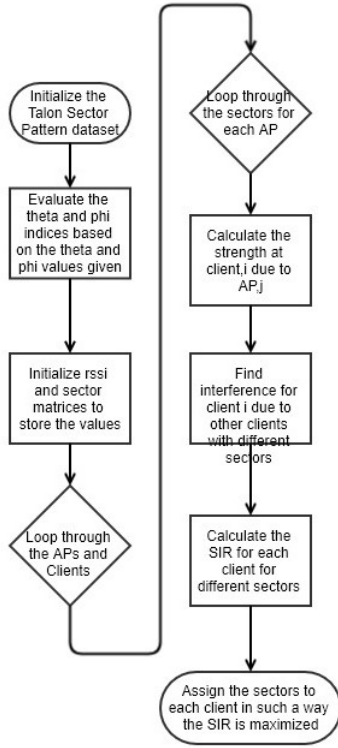 Initialize the
Talon Sector
Pattern dataset
Evaluate the
theta and phi
indices based
on the theta and
phi values given
Initialize rssi
and sector
matrices to
store the values
Loop through
the APs and
Clients
Loop through
the sectors for
each AP
Calculate the
strength at
client,i due to
AP,j
Find
interference for
client i due to
other clients
with different
sectors
Calculate the
SIR for each
client for
different sectors
Assign the sectors to
each client in such a way
the SIR is maximized